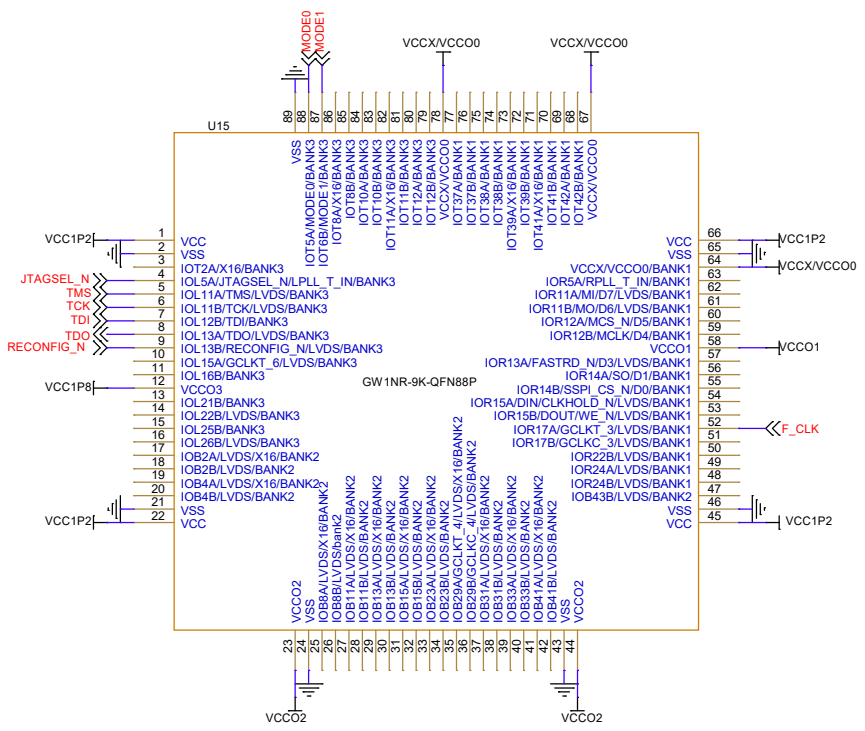 MODE0
MODE1
VCCX/VCCO0
VCCX/VCCO0
89
88
87
86
85
84
83
82
81
80
79
78
77
76
75
74
73
72
71
70
69
68
67
U15
VSS
IOT5A/MODE0/BANK3
IOT6B/MODE1/BANK3
IOT8A/X16/BANK3
IOT8B/BANK3
IOT10A/BANK3
IOT10B/BANK3
IOT11A/X16/BANK3
IOT11B/BANK3
IOT12A/BANK3
IOT12B/BANK3
VCCX/VCCO0
IOT37A/BANK1
IOT37B/BANK1
IOT38A/BANK1
IOT38B/BANK1
IOT39A/X16/BANK1
IOT39B/BANK1
IOT41A/X16/BANK1
IOT41B/BANK1
IOT42A/BANK1
IOT42B/BANK1
VCCX/VCCO0
VCC1P2 1 VCC
2 VSS
3 IOT2A/X16/BANK3
JTAGSEL_N 4 IOL5A/JTAGSEL_N/LPLL_T_IN/BANK3
TMS 5 IOL11A/TMS/LVDS/BANK3
TCK 6 IOL11B/TCK/LVDS/BANK3
TDI 7 IOL12B/TDI/BANK3
TDO 8 IOL13A/TDO/LVDS/BANK3
RECONFIG_N 9 IOL13B/RECONFIG_N/LVDS/BANK3
10 IOL15A/GCLKT_6/LVDS/BANK3
11 IOL16B/BANK3
VCC1P8 12 VCCO3
13 IOL21B/BANK3
14 IOL22B/LVDS/BANK3
15 IOL25B/BANK3
16 IOL26B/LVDS/BANK3
17 IOB2A/LVDS/X16/BANK2
18 IOB2B/LVDS/BANK2
19 IOB4A/LVDS/X16/BANK2
20 IOB4B/LVDS/BANK2
21 VSS
VCC1P2 22 VCC
GW1NR-9K-QFN88P
VCC 66 VCC1P2
VSS 65
VCCX/VCCO0/BANK1 64 VCCX/VCCO0
IOR5A/RPLL_T_IN/BANK1 63
IOR11A/MI/D7/LVDS/BANK1 62
IOR11B/MO/D6/LVDS/BANK1 61
IOR12A/MCS_N/D5/BANK1 60
IOR12B/MCLK/D4/BANK1 59
VCCO1 58 VCCO1
IOR13A/FASTRD_N/D3/LVDS/BANK1 57
IOR14A/SO/D1/BANK1 56
IOR14B/SSPI_CS_N/D0/BANK1 55
IOR15A/DIN/CLKHOLD_N/LVDS/BANK1 54
IOR15B/DOUT/WE_N/LVDS/BANK1 53
IOR17A/GCLKT_3/LVDS/BANK1 52 F_CLK
IOR17B/GCLKC_3/LVDS/BANK1 51
IOR22B/LVDS/BANK1 50
IOR24A/LVDS/BANK1 49
IOR24B/LVDS/BANK1 48
IOB43B/LVDS/BANK2 47
VSS 46
VCC 45 VCC1P2
VCCO2
VSS
IOB8A/LVDS/X16/BANK2
IOB8B/LVDS/bank2
IOB11A/LVDS/X16/BANK2
IOB11B/LVDS/BANK2
IOB13A/LVDS/X16/BANK2
IOB13B/LVDS/BANK2
IOB15A/LVDS/X16/BANK2
IOB15B/LVDS/BANK2
IOB23A/LVDS/X16/BANK2
IOB23B/LVDS/BANK2
IOB29A/GCLKT_4/LVDS/X16/BANK2
IOB29B/GCLKC_4/LVDS/BANK2
IOB31A/LVDS/X16/BANK2
IOB31B/LVDS/BANK2
IOB33A/LVDS/X16/BANK2
IOB33B/LVDS/BANK2
IOB41A/LVDS/X16/BANK2
IOB41B/LVDS/BANK2
VSS
VCCO2
23
24
25
26
27
28
29
30
31
32
33
34
35
36
37
38
39
40
41
42
43
44
VCCO2
VCCO2